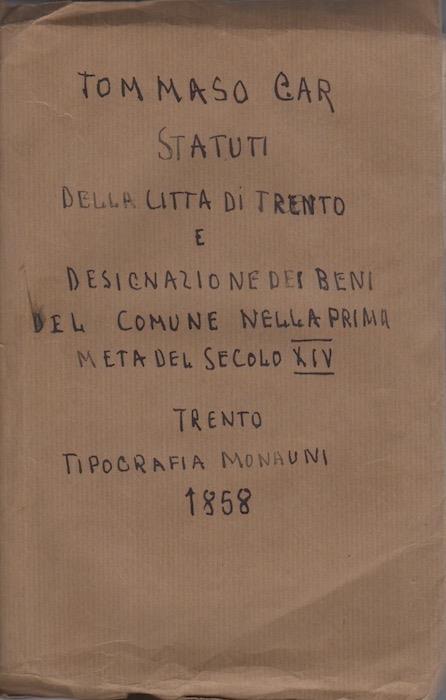 TOMMASO GAR
STATUTI
DELLA CITTA DI TRENTO
E
DESIGNAZIONE DEI BENI
DEL COMUNE NELLA PRIMA
META DEL SECOLO XIV
TRENTO
TIPOGRAFIA MONAUNI
1858